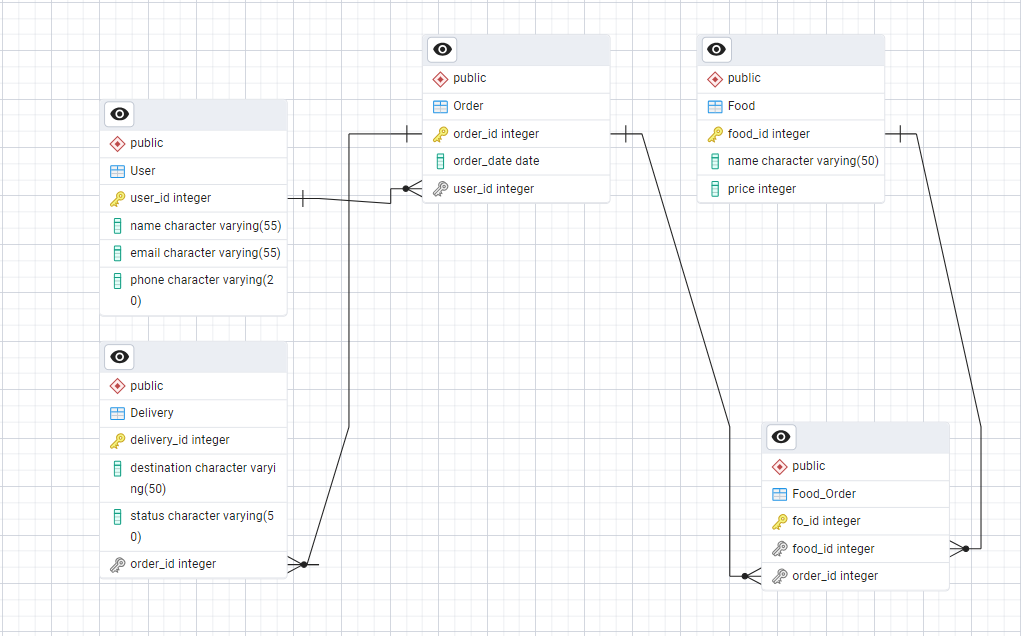 public
User
user_id integer
name character varying(55)
email character varying(55)
phone character varying(2
0)
public
Delivery
delivery_id integer
destination character varyi
ng(50)
status character varying(5
0)
order_id integer
public
Order
order_id integer
order_date date
user_id integer
public
Food
food_id integer
name character varying(50)
price integer
public
Food_Order
fo_id integer
food_id integer
order_id integer